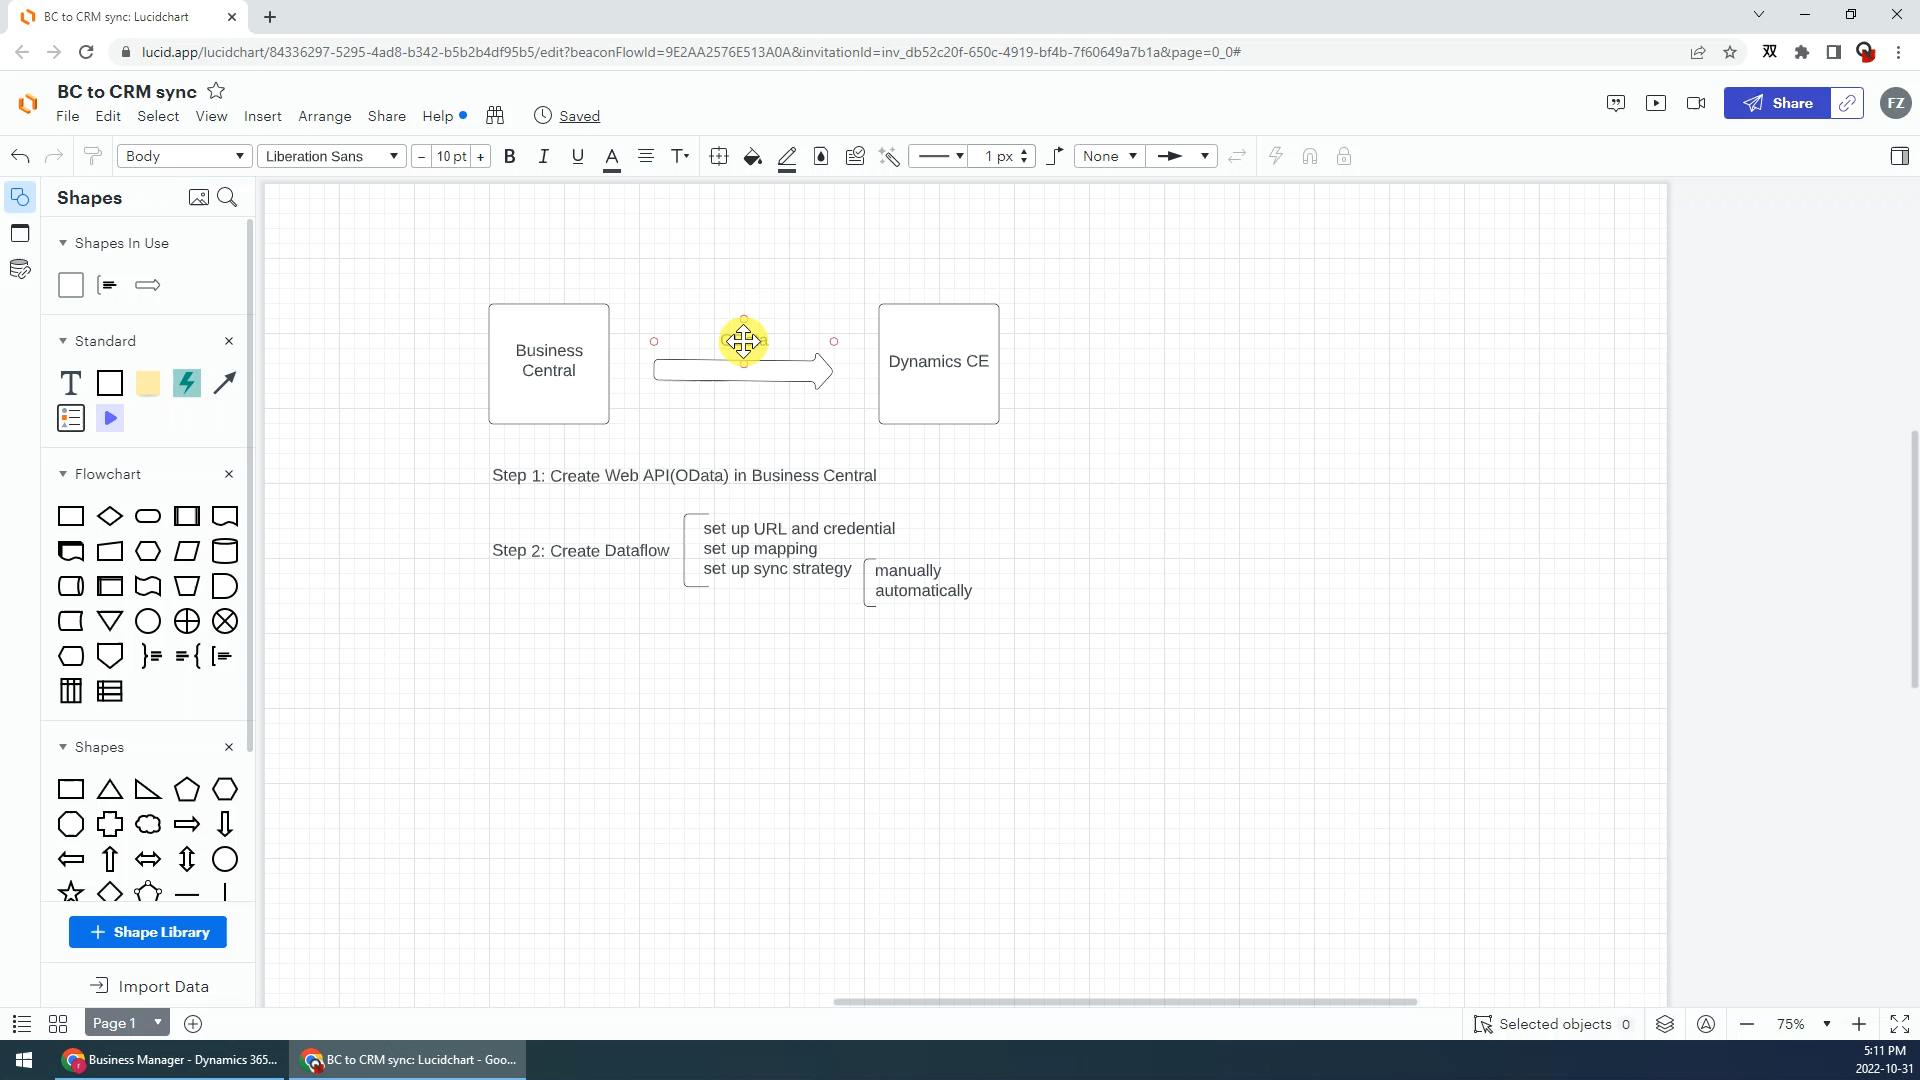 BC to CRM sync: Lucidchart
lucid.app/lucidchart/84336297-5295-4ad8-b342-b5b2b4df95b5/edit?beaconFlowId=9E2AA2576E513A0A&invitationId=inv_db52c20f-650c-4919-bf4b-7f60649a7b1a&page=0_0#
双
BC to CRM sync
File Edit Select View Insert Arrange Share Help
Saved
Share
FZ
Body
Liberation Sans
− 10 pt +
B I U A T
1 px
None
Shapes
Shapes In Use
Standard
T
Flowchart
Shapes
+ Shape Library
Import Data
Business
Central
Dynamics CE
Step 1: Create Web API(OData) in Business Central
Step 2: Create Dataflow
set up URL and credential
set up mapping
set up sync strategy
manually
automatically
Page 1
Selected objects 0
75%
Business Manager - Dynamics 365...
BC to CRM sync: Lucidchart - Goo...
5:11 PM
2022-10-31